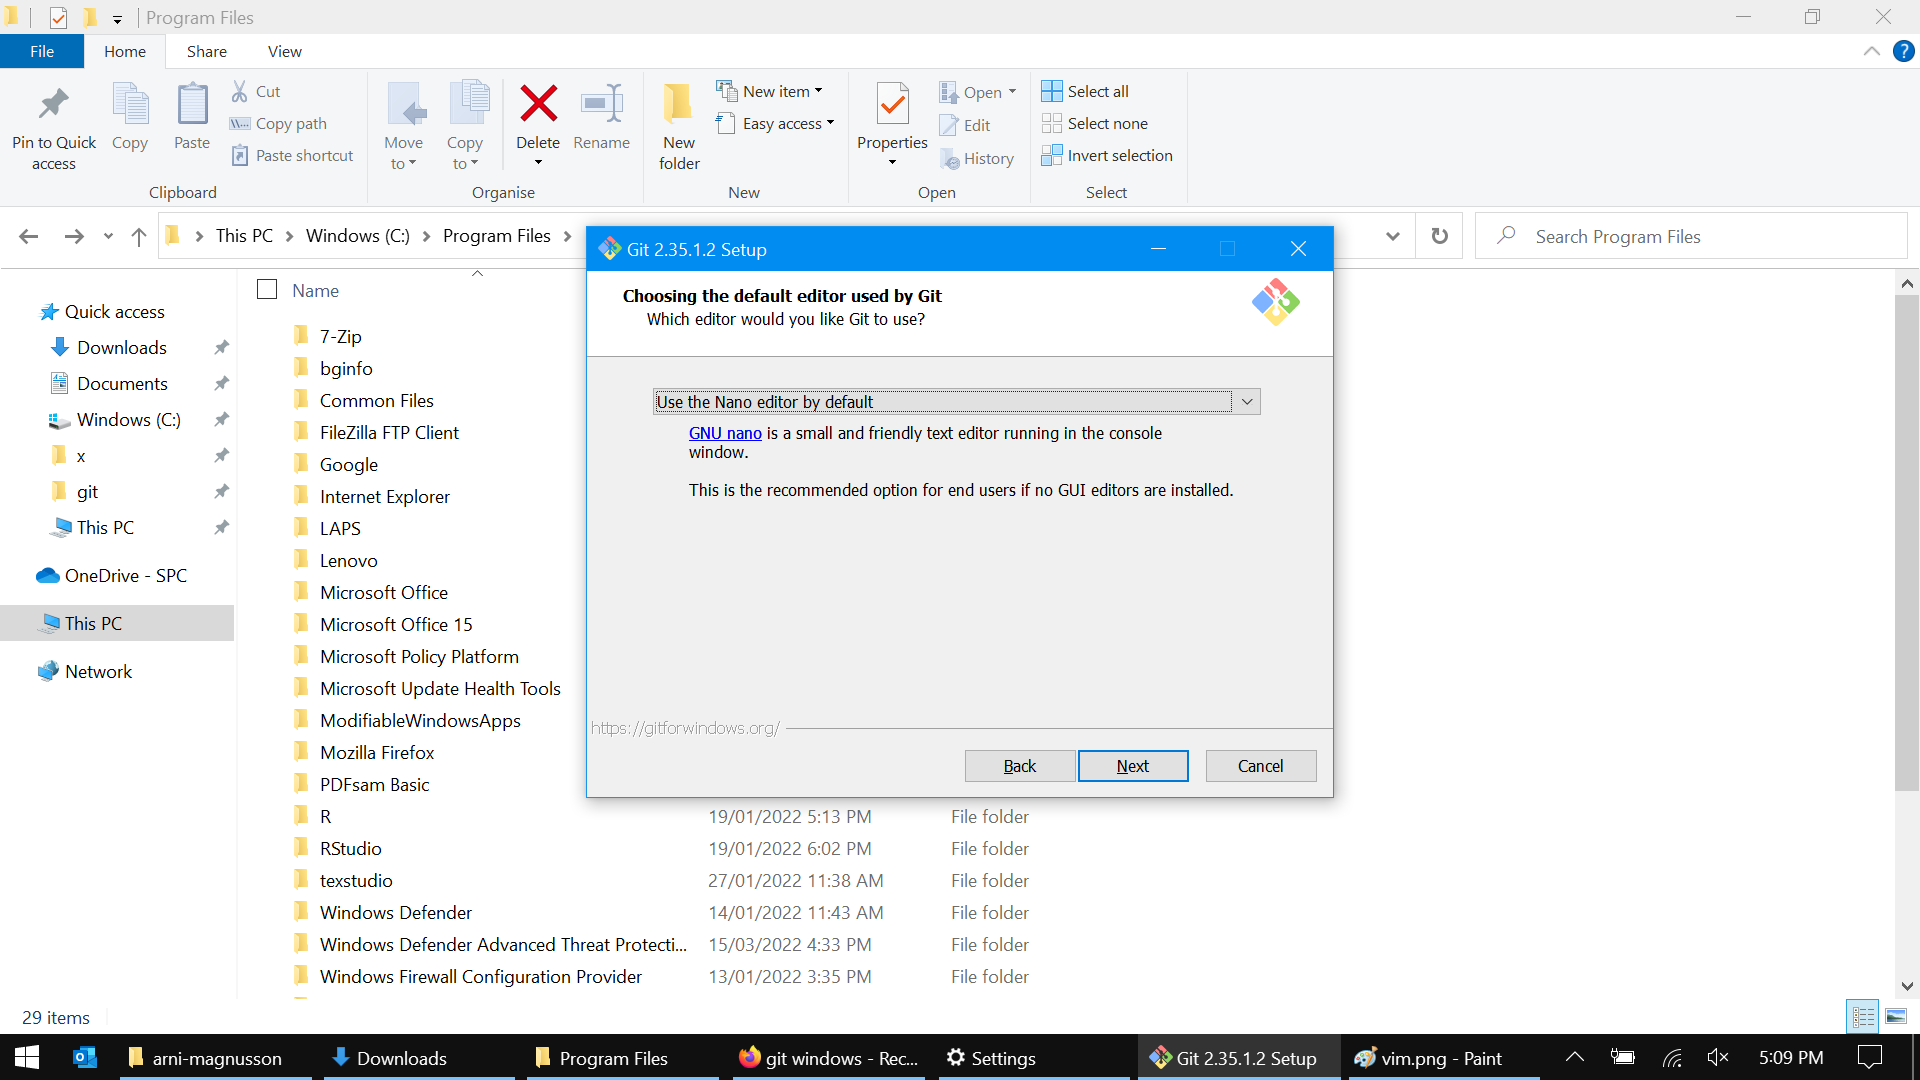 Program Files
File
Home
Share
View
Pin to Quick access
Copy
Paste
Cut
Copy path
Paste shortcut
Clipboard
Move to
Copy to
Delete
Rename
Organise
New folder
New item
Easy access
New
Properties
Open
Edit
History
Open
Select all
Select none
Invert selection
Select
This PC
Windows (C:)
Program Files
Search Program Files
Quick access
Downloads
Documents
Windows (C:)
x
git
This PC
OneDrive - SPC
This PC
Network
Name
7-Zip
bginfo
Common Files
FileZilla FTP Client
Google
Internet Explorer
LAPS
Lenovo
Microsoft Office
Microsoft Office 15
Microsoft Policy Platform
Microsoft Update Health Tools
ModifiableWindowsApps
Mozilla Firefox
PDFsam Basic
R 19/01/2022 5:13 PM File folder
RStudio 19/01/2022 6:02 PM File folder
texstudio 27/01/2022 11:38 AM File folder
Windows Defender 14/01/2022 11:43 AM File folder
Windows Defender Advanced Threat Protecti... 15/03/2022 4:33 PM File folder
Windows Firewall Configuration Provider 13/01/2022 3:35 PM File folder
Git 2.35.1.2 Setup
Choosing the default editor used by Git
Which editor would you like Git to use?
Use the Nano editor by default
GNU nano is a small and friendly text editor running in the console
window.
This is the recommended option for end users if no GUI editors are installed.
https://gitforwindows.org/
Back
Next
Cancel
29 items
arni-magnusson
Downloads
Program Files
git windows - Rec...
Settings
Git 2.35.1.2 Setup
vim.png - Paint
5:09 PM